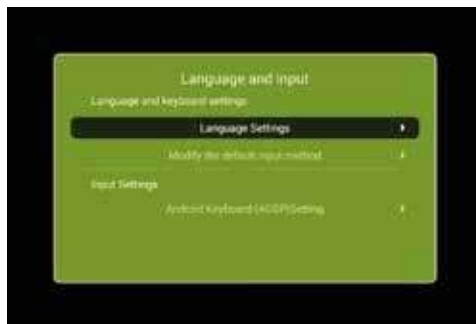 Language and input
Language and keyboard settings
Language Settings
Modify the default input method
Input Settings
Android Keyboard (AOSP)Setting